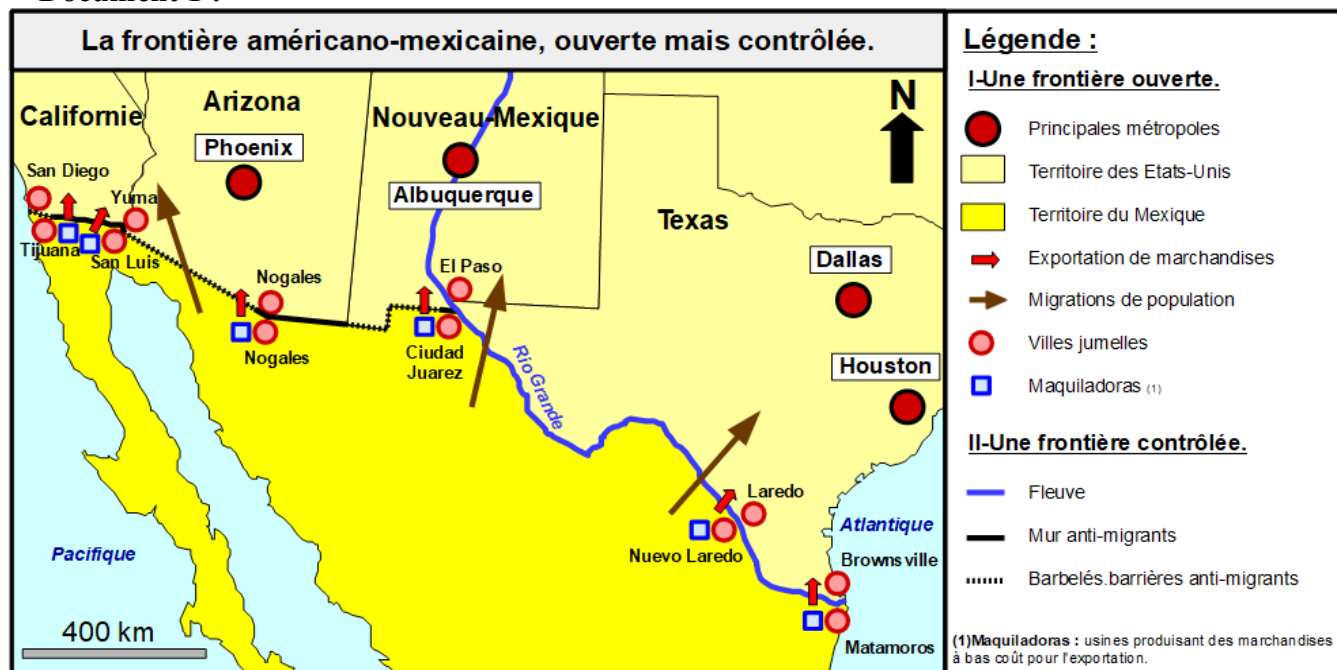 Document 1 :
La frontière américano-mexicaine, ouverte mais contrôlée.
Californie
Arizona
Nouveau-Mexique
N
Phoenix
San Diego
Yuma
Albuquerque
Texas
Tijuana
San Luis
Nogales
El Paso
Dallas
Nogales
Ciudad
Juarez
Rio Grande
Houston
Laredo
Atlantique
Pacifique
Nuevo Laredo
Brownsville
400 km
Matamoros
Légende :
I-Une frontière ouverte.
Principales métropoles
Territoire des Etats-Unis
Territoire du Mexique
Exportation de marchandises
Migrations de population
Villes jumelles
Maquiladoras (1)
II-Une frontière contrôlée.
Fleuve
Mur anti-migrants
Barbelés.barrières anti-migrants
(1)Maquiladoras : usines produisant des marchandises
à bas coût pour l'exportation.